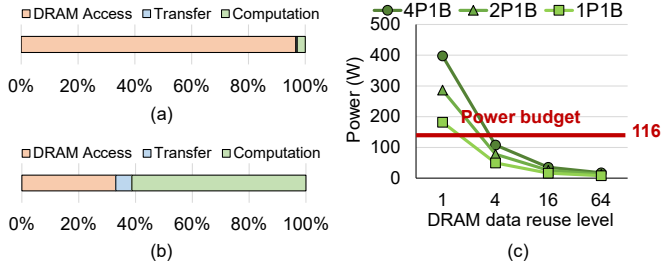 DRAM Access Transfer Computation
0% 20% 40% 60% 80% 100%
(a)
DRAM Access Transfer Computation
0% 20% 40% 60% 80% 100%
(b)
4P1B 2P1B 1P1B
Power (W)
500
400
300
200
100
0
Power budget
116
1 4 16 64
DRAM data reuse level
(c)